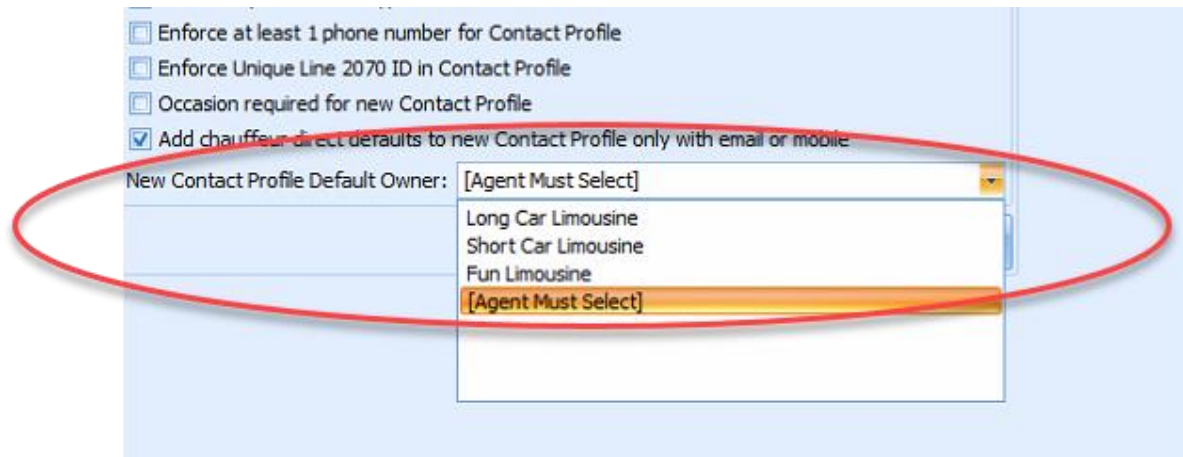 Enforce at least 1 phone number for Contact Profile
Enforce Unique Line 2070 ID in Contact Profile
Occasion required for new Contact Profile
Add chauffeur direct defaults to new Contact Profile only with email or mobile
New Contact Profile Default Owner: [Agent Must Select]
Long Car Limousine
Short Car Limousine
Fun Limousine
[Agent Must Select]